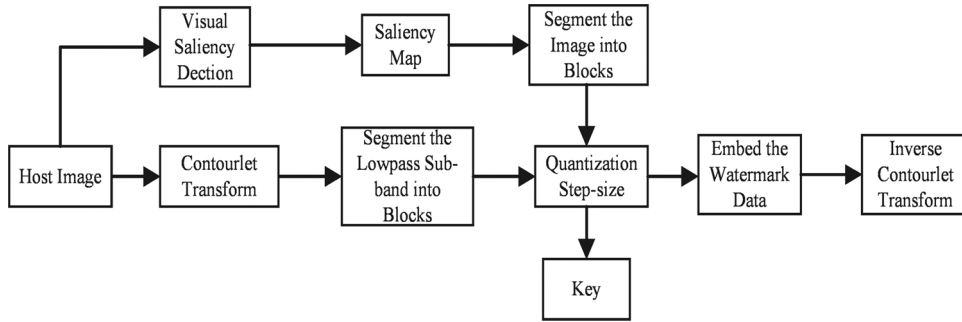 Visual
Saliency
Dection
Saliency
Map
Segment the
Image into
Blocks
Host Image
Contourlet
Transform
Segment the
Lowpass Sub-
band into
Blocks
Quantization
Step-size
Embed the
Watermark
Data
Inverse
Contourlet
Transform
Key